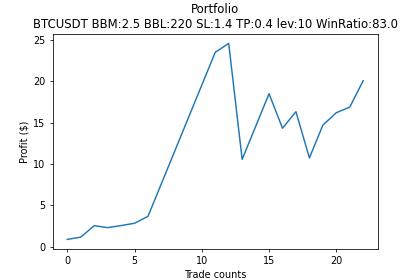 Portfolio
BTCUSDT BBM:2.5 BBL:220 SL:1.4 TP:0.4 lev:10 WinRatio:83.0
25
20
15
10
5
0
Profit ($)
0 5 10 15 20
Trade counts